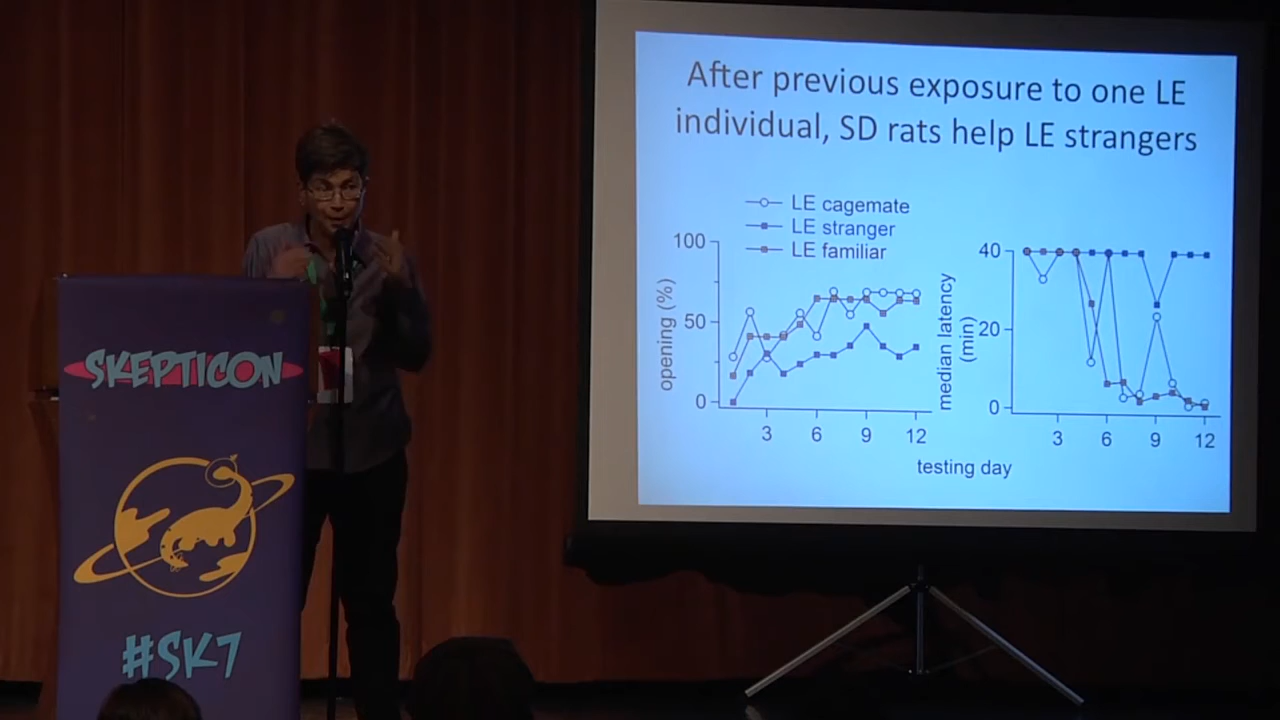 After previous exposure to one LE
individual, SD rats help LE strangers
LE cagemate
LE stranger
LE familiar
100
50
0
opening (%)
3 6 9 12
40
20
0
median latency
(min)
3 6 9 12
testing day
SKEPTICON
#SK7